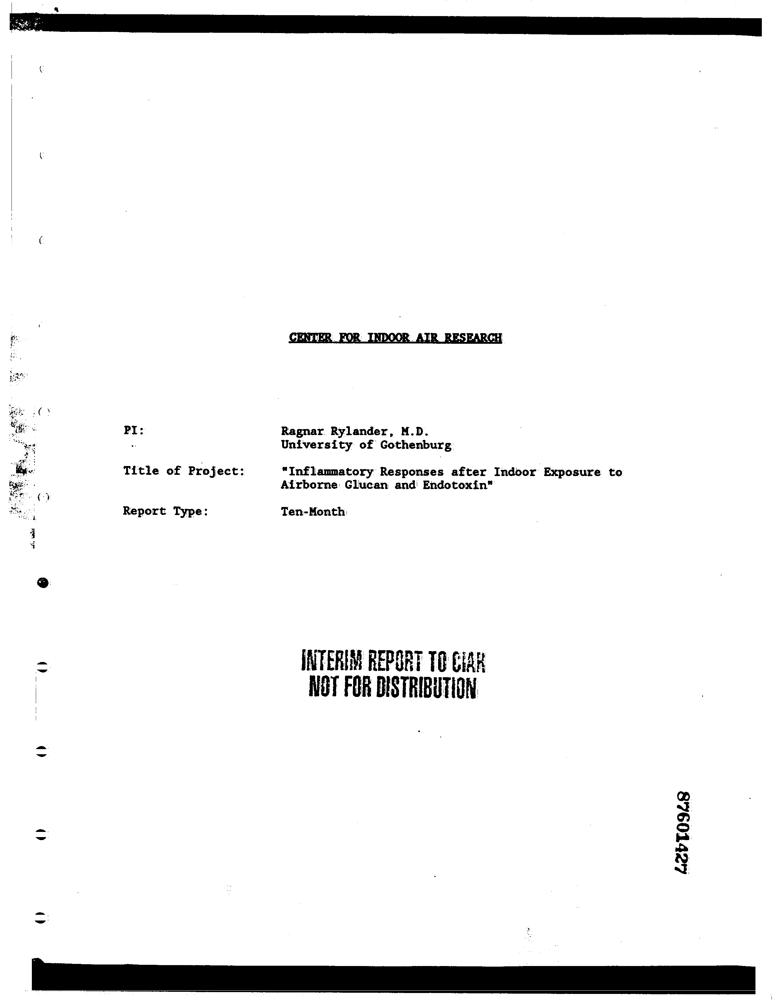 CENTER FOR INDOOR AIR RESEARCH
PI: Ragnar Rylander, M.D.
University of Gothenburg
Title of Project: "Inflammatory Responses after Indoor Exposure to
Airborne Glucan and Endotoxin"
Report Type: Ten-Month
INTERIM REPORT TO CIAR
NOT FOR DISTRIBUTION
87601427